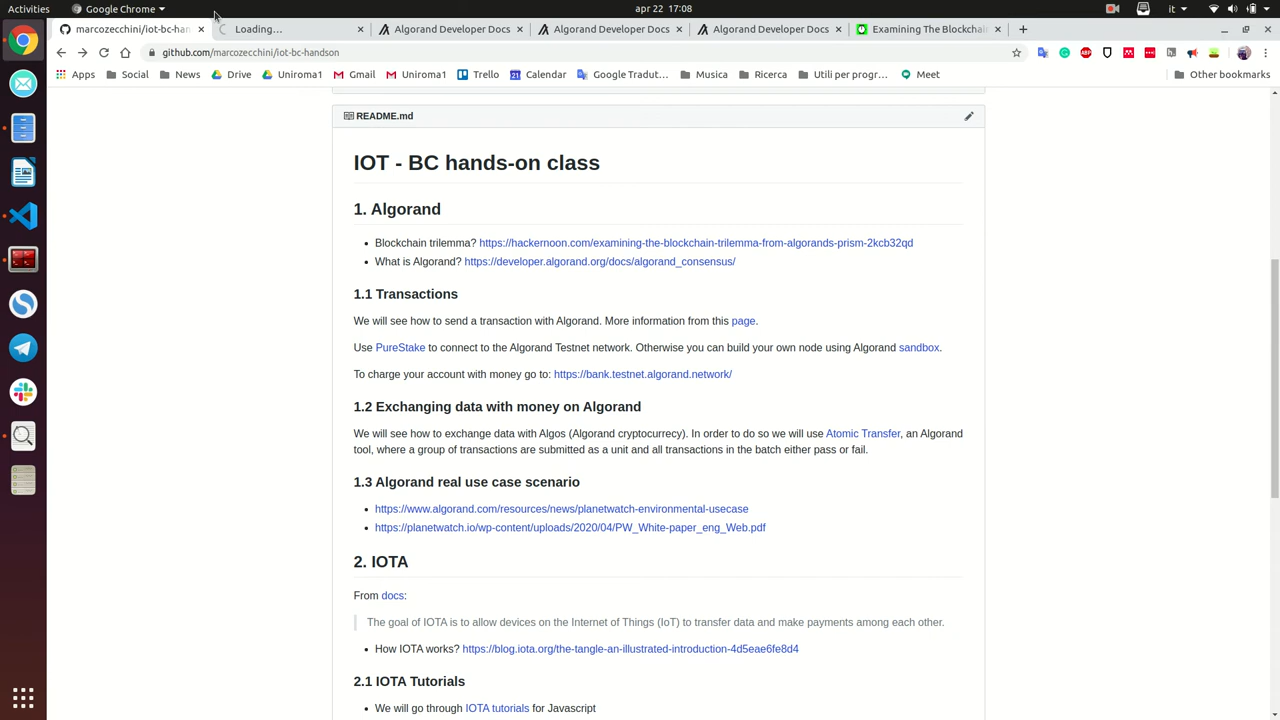 Activities Google Chrome apr 22 17:08 it
marcozecchini/iot-bc-han Loading... Algorand Developer Docs Algorand Developer Docs Algorand Developer Docs Examining The Blockchain
github.com/marcozecchini/iot-bc-handson
Apps Social News Drive Uniroma1 Gmail Uniroma1 Trello Calendar Google Tradut... Musica Ricerca Utili per progr... Meet Other bookmarks
README.md
IOT - BC hands-on class
1. Algorand
Blockchain trilemma? https://hackernoon.com/examining-the-blockchain-trilemma-from-algorands-prism-2kcb32qd
What is Algorand? https://developer.algorand.org/docs/algorand_consensus/
1.1 Transactions
We will see how to send a transaction with Algorand. More information from this page.
Use PureStake to connect to the Algorand Testnet network. Otherwise you can build your own node using Algorand sandbox.
To charge your account with money go to: https://bank.testnet.algorand.network/
1.2 Exchanging data with money on Algorand
We will see how to exchange data with Algos (Algorand cryptocurrecy). In order to do so we will use Atomic Transfer, an Algorand
tool, where a group of transactions are submitted as a unit and all transactions in the batch either pass or fail.
1.3 Algorand real use case scenario
https://www.algorand.com/resources/news/planetwatch-environmental-usecase
https://planetwatch.io/wp-content/uploads/2020/04/PW_White-paper_eng_Web.pdf
2. IOTA
From docs:
The goal of IOTA is to allow devices on the Internet of Things (IoT) to transfer data and make payments among each other.
How IOTA works? https://blog.iota.org/the-tangle-an-illustrated-introduction-4d5eae6fe8d4
2.1 IOTA Tutorials
We will go through IOTA tutorials for Javascript